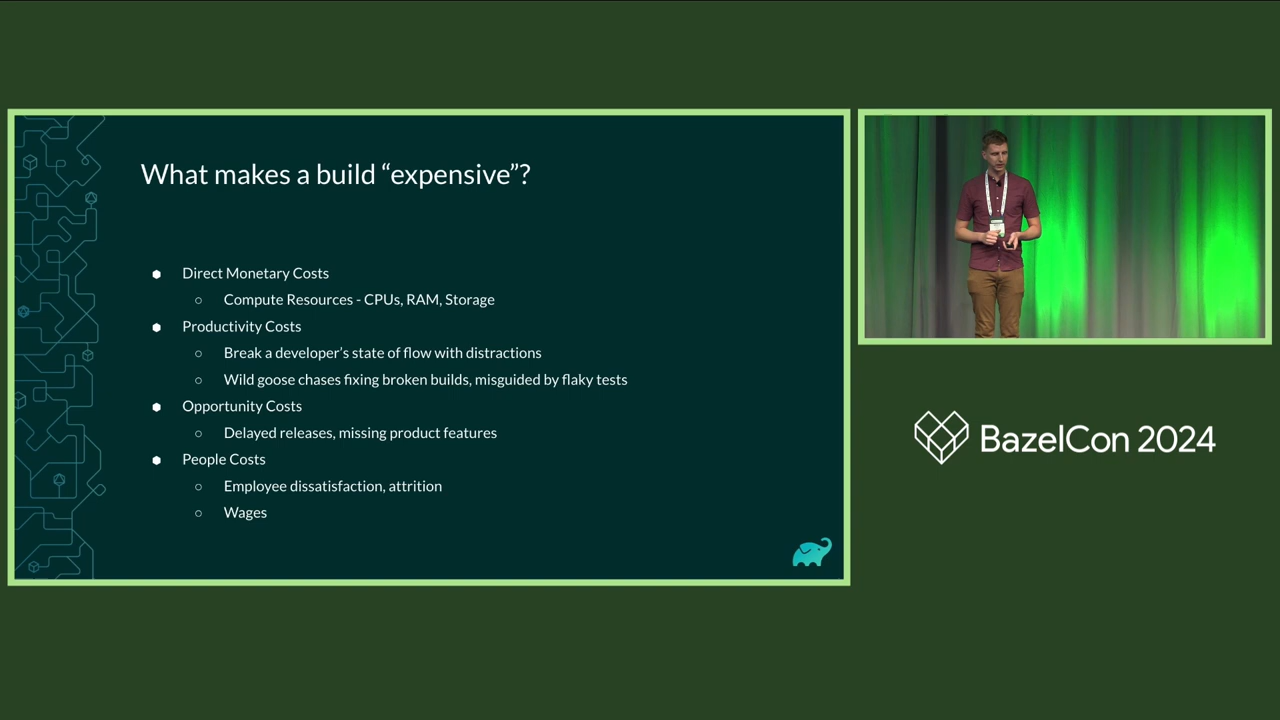 What makes a build “expensive”?
Direct Monetary Costs
Compute Resources - CPUs, RAM, Storage
Productivity Costs
Break a developer’s state of flow with distractions
Wild goose chases fixing broken builds, misguided by flaky tests
Opportunity Costs
Delayed releases, missing product features
People Costs
Employee dissatisfaction, attrition
Wages
BazelCon 2024